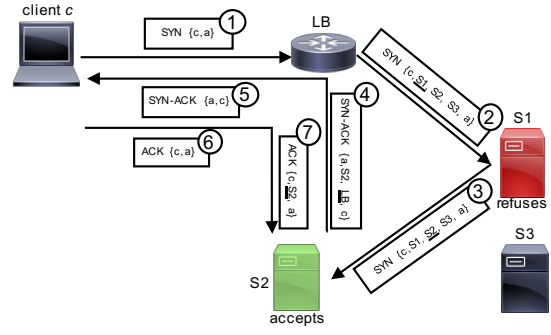 client c
LB
1
SYN {c,a}
SYN {c, S1, S2, S3, a}
2
S1
refuses
5
SYN-ACK {a,c}
4
SYN-ACK {a,S2, LB, c}
6
ACK {c,a}
7
ACK {c,S2, a}
3
SYN {c,S1, S2, S3, a}
S3
S2
accepts